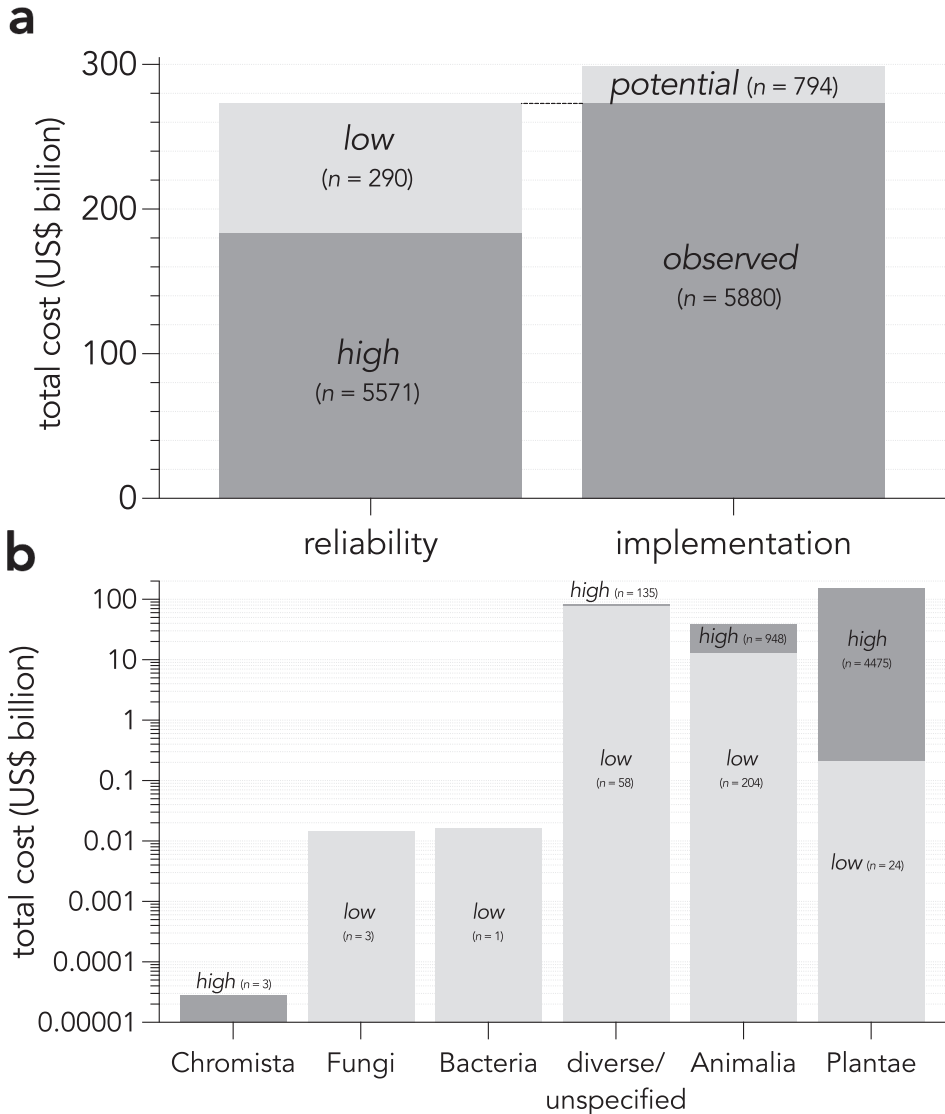 a
total cost (US$ billion)
300
200
100
0
low
(n = 290)
high
(n = 5571)
potential (n = 794)
observed
(n = 5880)
reliability
implementation
b
total cost (US$ billion)
100
10
1
0.1
0.01
0.001
0.0001
0.00001
high (n = 3)
low
(n = 3)
low
(n = 1)
high (n = 135)
low
(n = 58)
high (n = 948)
low
(n = 204)
high
(n = 4475)
low (n = 24)
Chromista
Fungi
Bacteria
diverse/
unspecified
Animalia
Plantae